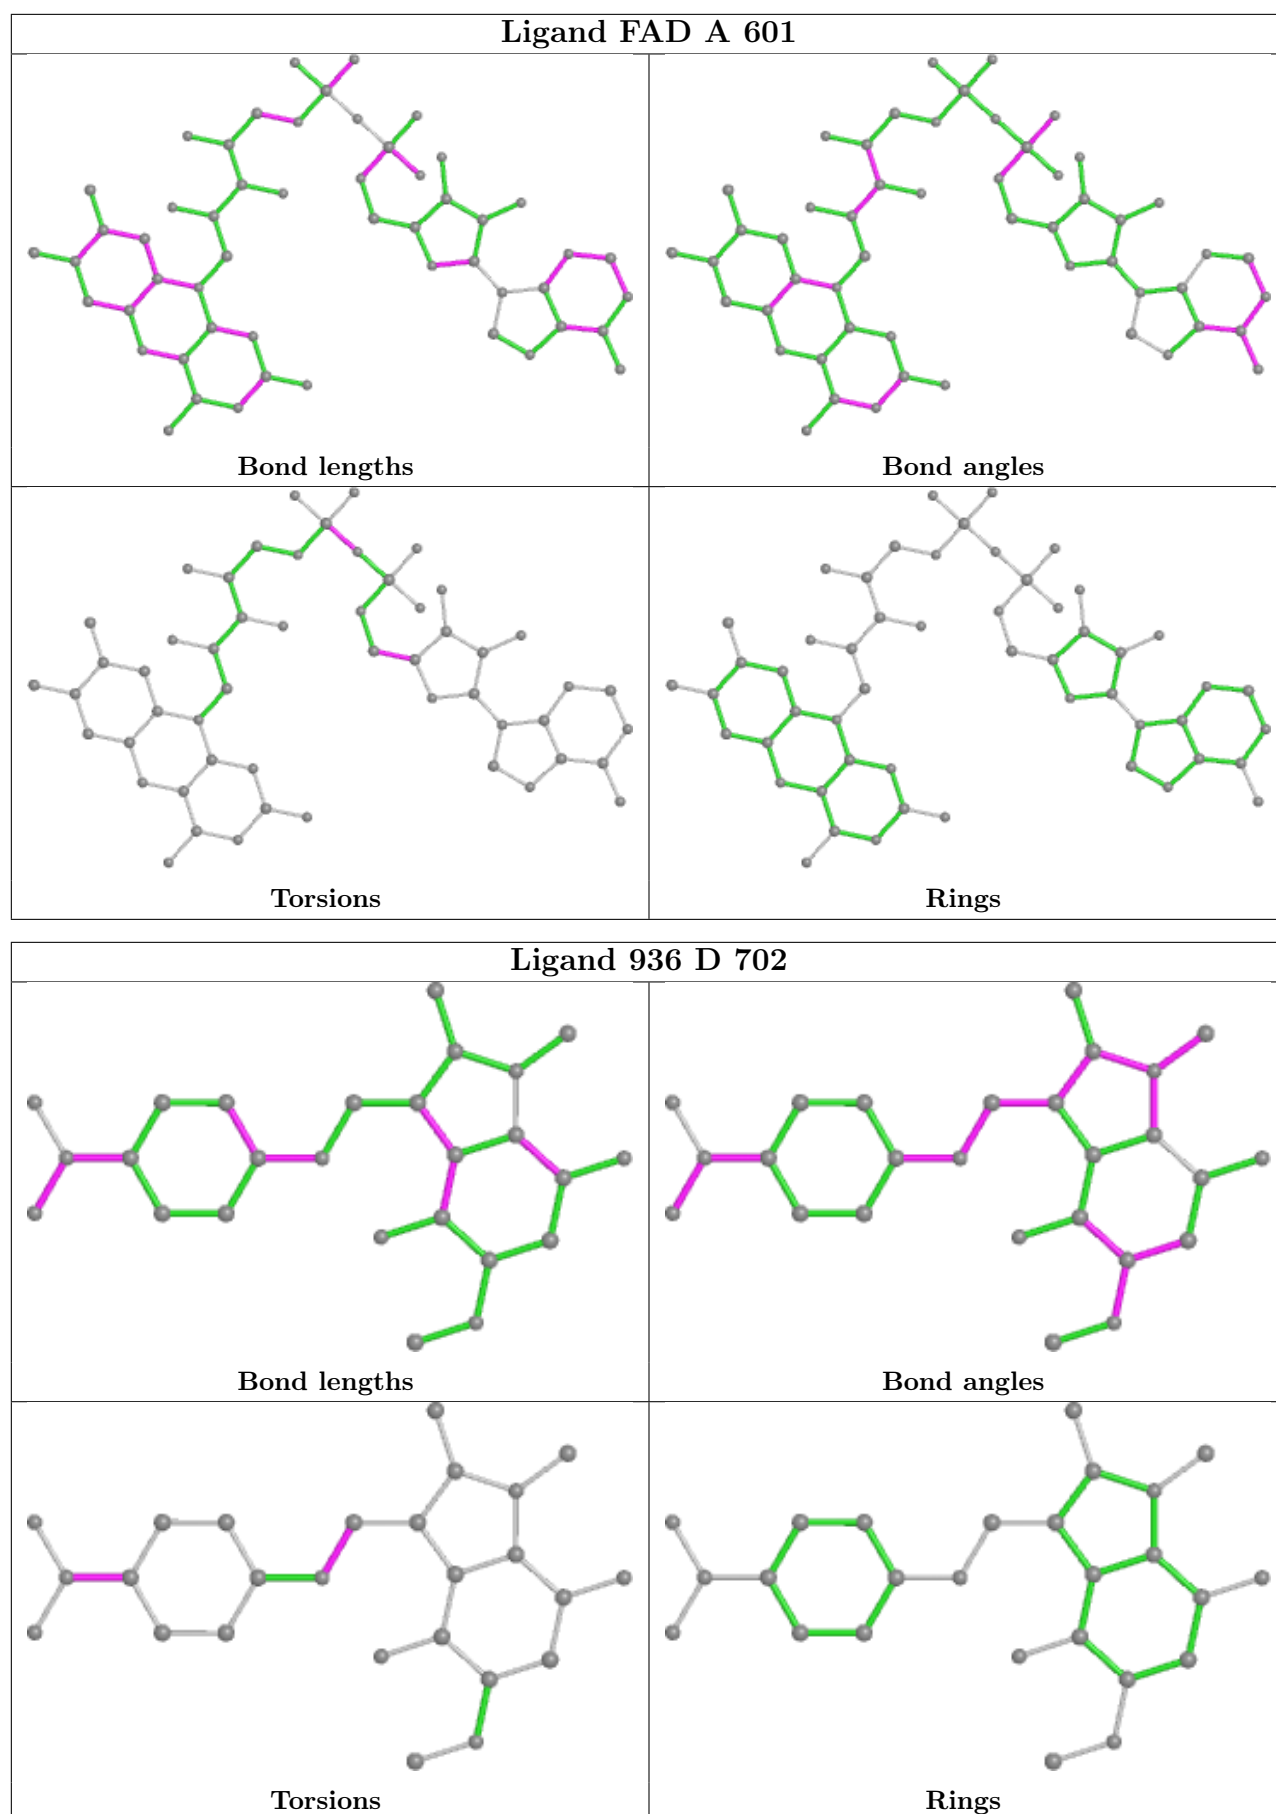 Ligand FAD A 601
Bond lengths
Bond angles
Torsions
Rings
Ligand 936 D 702
Bond lengths
Bond angles
Torsions
Rings